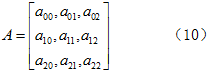 A = [a₀₀, a₀₁, a₀₂
a₁₀, a₁₁, a₁₂
a₂₀, a₂₁, a₂₂] （10）